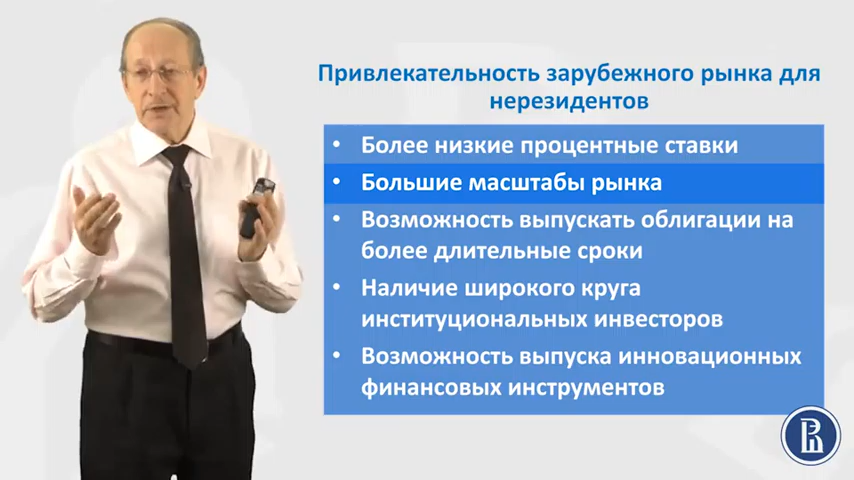 Привлекательность зарубежного рынка для
нерезидентов
• Более низкие процентные ставки
• Большие масштабы рынка
• Возможность выпускать облигации на
более длительные сроки
• Наличие широкого круга
институциональных инвесторов
• Возможность выпуска инновационных
финансовых инструментов